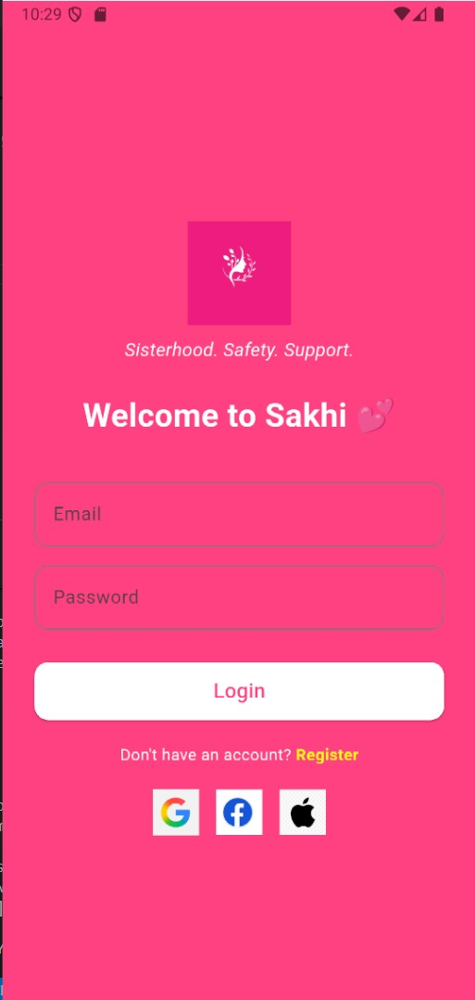 10:29
Sisterhood. Safety. Support.
Welcome to Sakhi 💕
Email
Password
Login
Don't have an account? Register